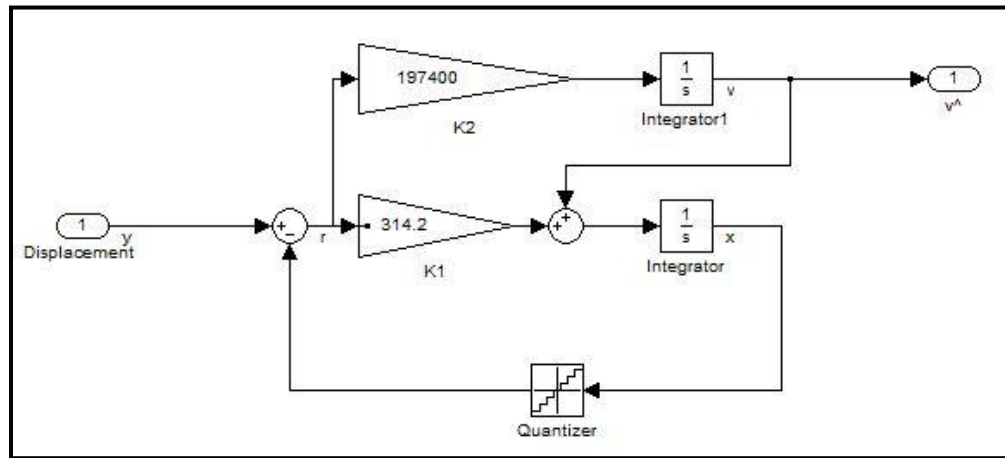 197400
K2
1
s
v
Integrator1
1
v^
1
y
Displacement
+
−
r
314.2
K1
+
+
1
s
x
Integrator
Quantizer